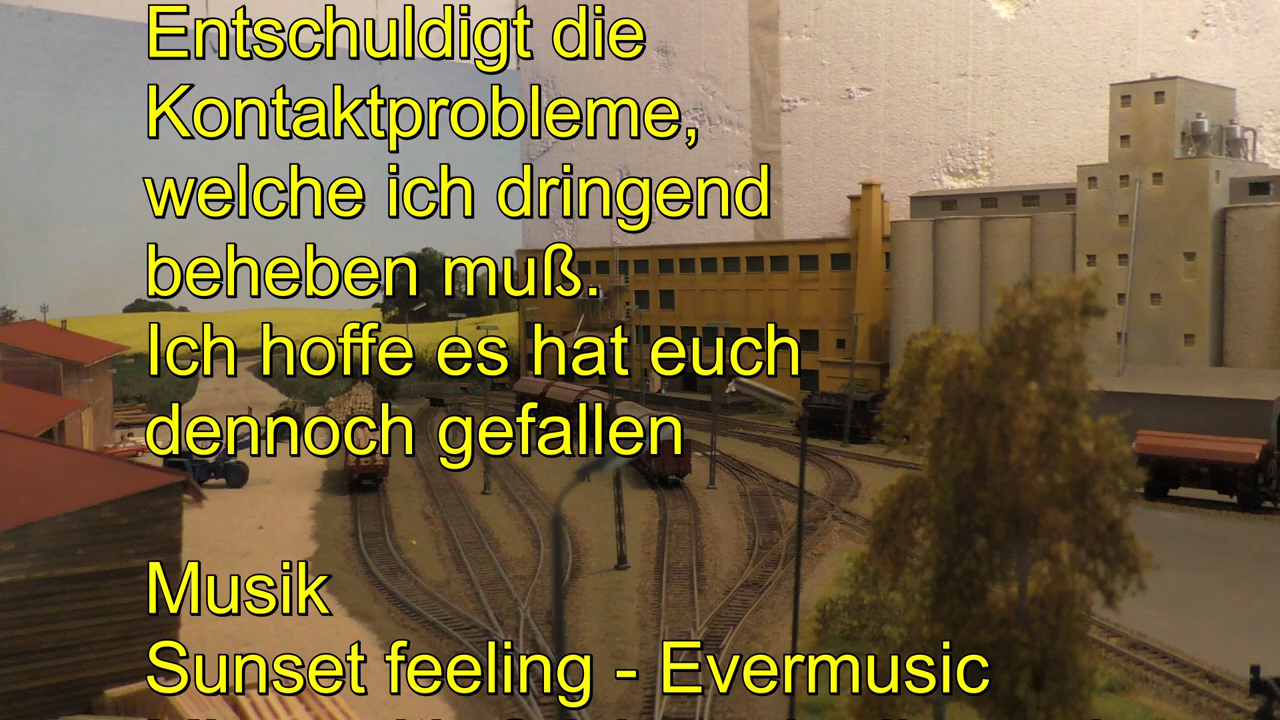 Entschuldigt die
Kontaktprobleme,
welche ich dringend
beheben muß.
Ich hoffe es hat euch
dennoch gefallen
Musik
Sunset feeling - Evermusic